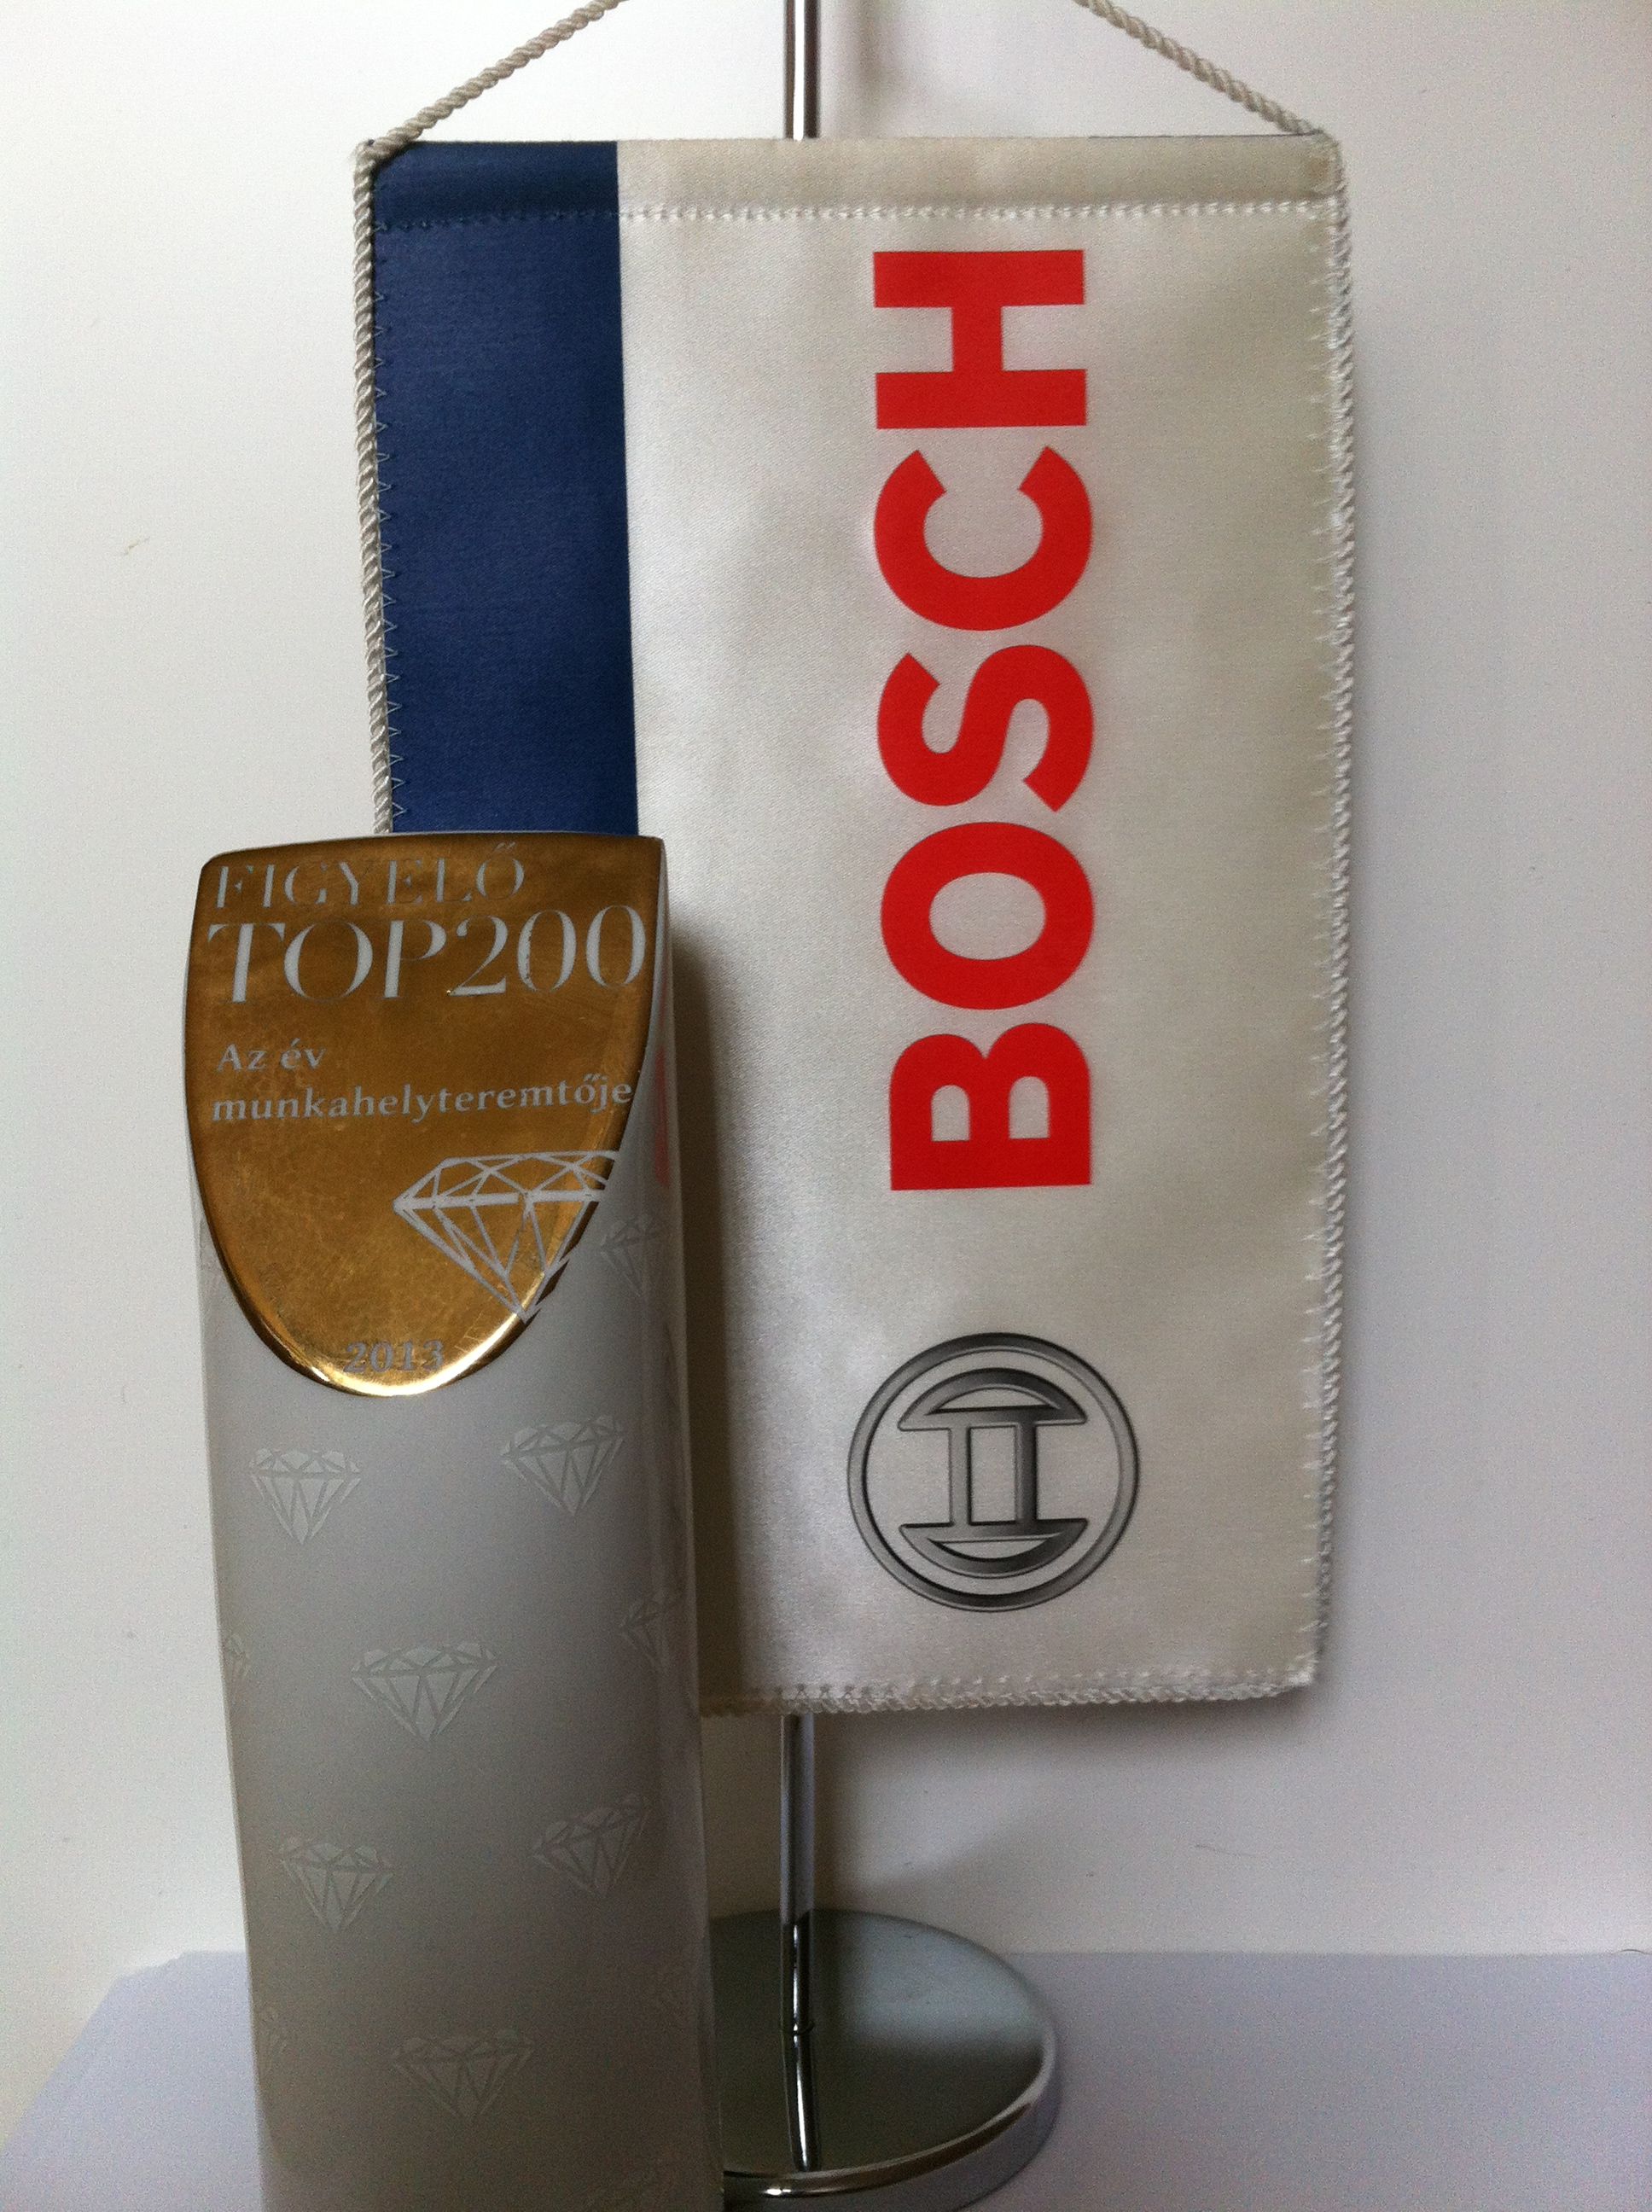 FIGYELŐ
TOP200
Az év
munkahelyteremtője
2013
BOSCH